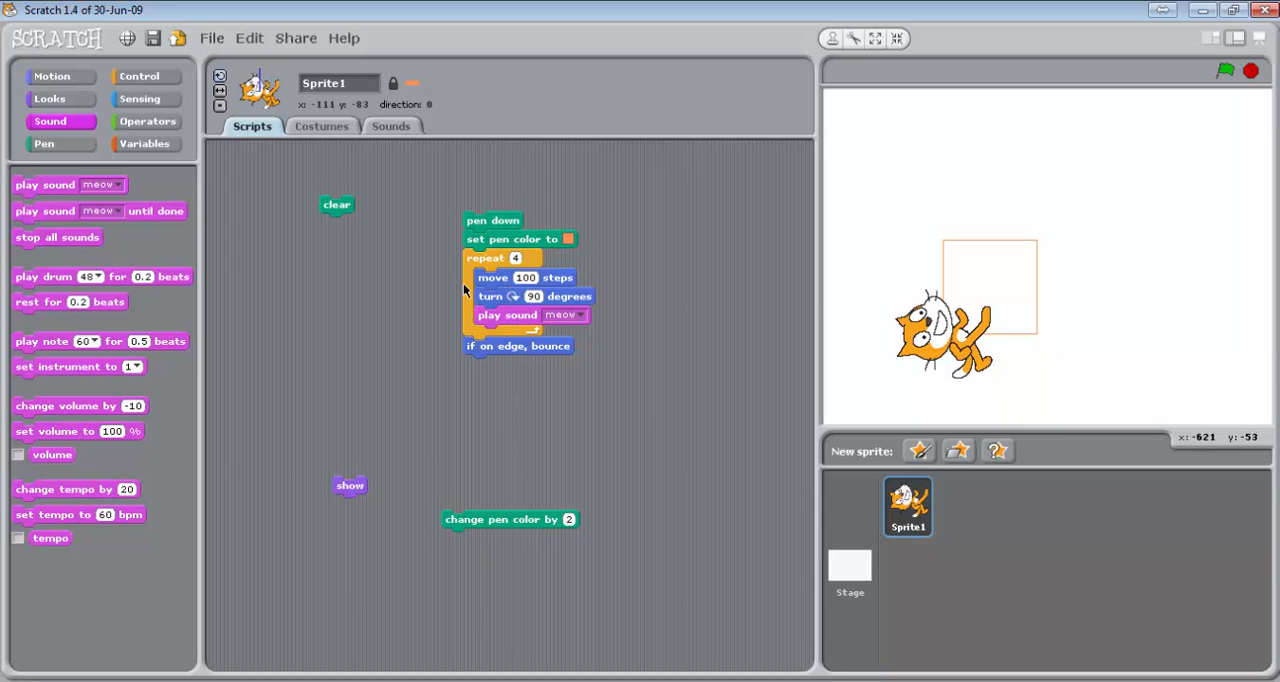 Scratch 1.4 of 30-Jun-09
SCRATCH File Edit Share Help
Motion Control
Looks Sensing
Sound Operators
Pen Variables
play sound meow
play sound meow until done
stop all sounds
play drum 48 for 0.2 beats
rest for 0.2 beats
play note 60 for 0.5 beats
set instrument to 1
change volume by -10
set volume to 100 %
volume
change tempo by 20
set tempo to 60 bpm
tempo
Sprite1
x: -111 y: -83 direction: 0
Scripts Costumes Sounds
clear
pen down
set pen color to
repeat 4
move 100 steps
turn 90 degrees
play sound meow
if on edge, bounce
show
change pen color by 2
x: -621 y: -53
New sprite:
Sprite1
Stage